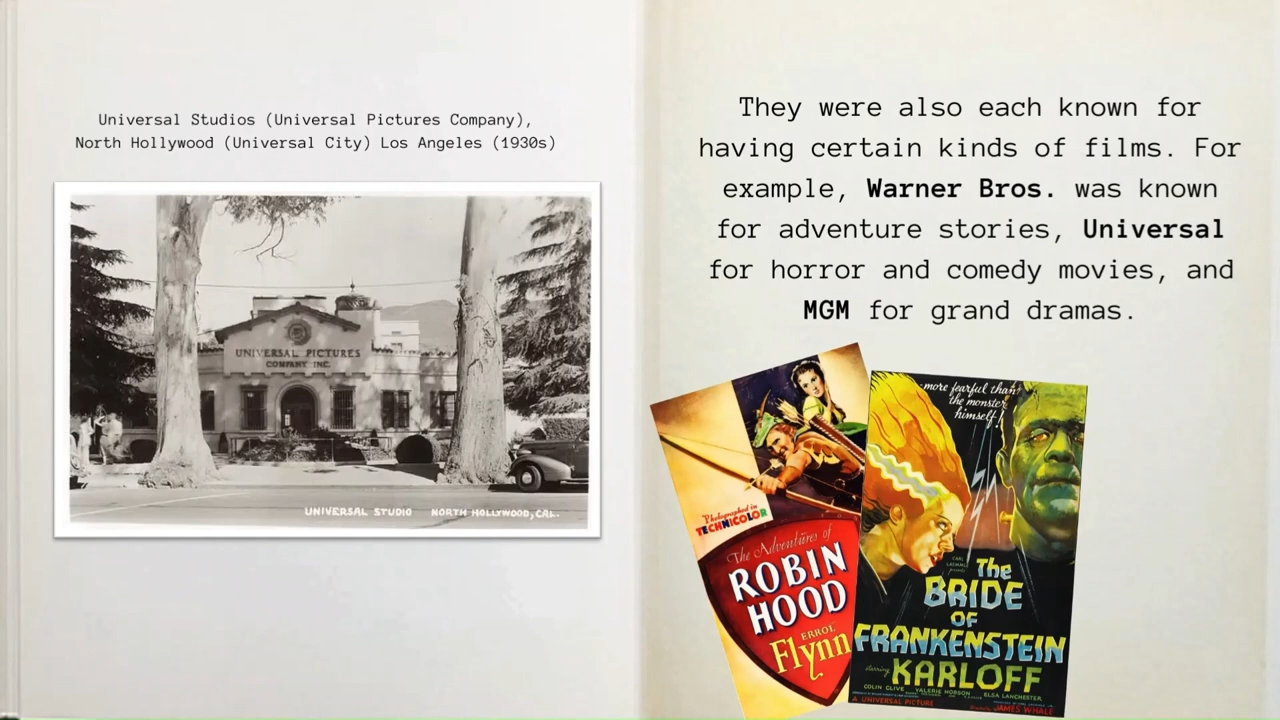 Universal Studios (Universal Pictures Company),
North Hollywood (Universal City) Los Angeles (1930s)
UNIVERSAL PICTURES
COMPANY INC.
UNIVERSAL STUDIO NORTH HOLLYWOOD, CAL.
They were also each known for
having certain kinds of films. For
example, Warner Bros. was known
for adventure stories, Universal
for horror and comedy movies, and
MGM for grand dramas.
Photographed in
TECHNICOLOR
The Adventures of
ROBIN
HOOD
ERROL
Flynn
more fearful than
the monster
himself!
CARL
LAEMMLE
presents
The
BRIDE
OF
FRANKENSTEIN
starring KARLOFF
COLIN CLIVE VALERIE HOBSON ELSA LANCHESTER
A UNIVERSAL PICTURE
JAMES WHALE